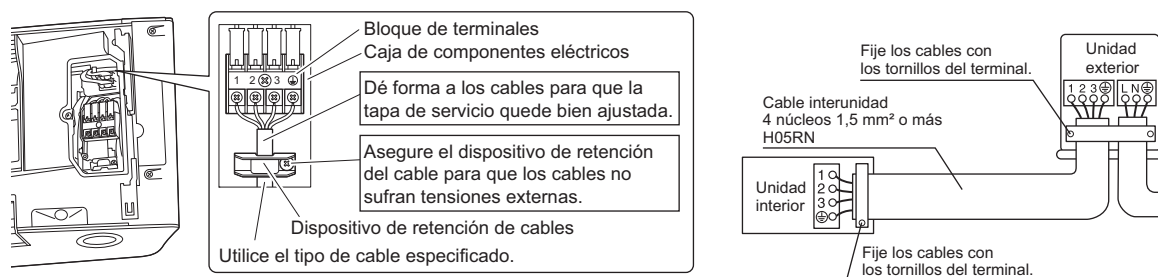 Bloque de terminales
Caja de componentes eléctricos
1 2 3
Dé forma a los cables para que la
tapa de servicio quede bien ajustada.
Asegure el dispositivo de retención
del cable para que los cables no
sufran tensiones externas.
Dispositivo de retención de cables
Utilice el tipo de cable especificado.
Fije los cables con
los tornillos del terminal.
Unidad
exterior
1 2 3
L N
Cable interunidad
4 núcleos 1,5 mm² o más
H05RN
Unidad
interior
1
2
3
Fije los cables con
los tornillos del terminal.